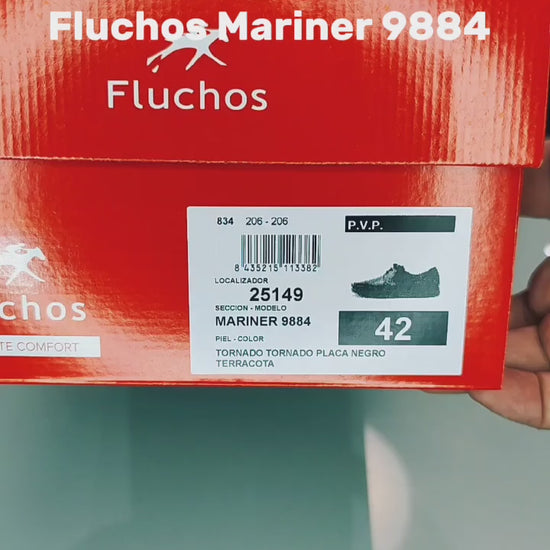 Fluchos Mariner 9884
Fluchos
834 206 - 206
P.V.P.
8 435215 113382
LOCALIZADOR
25149
SECCION - MODELO
MARINER 9884
42
PIEL - COLOR
TORNADO TORNADO PLACA NEGRO
TERRACOTA
uchos
TE COMFORT